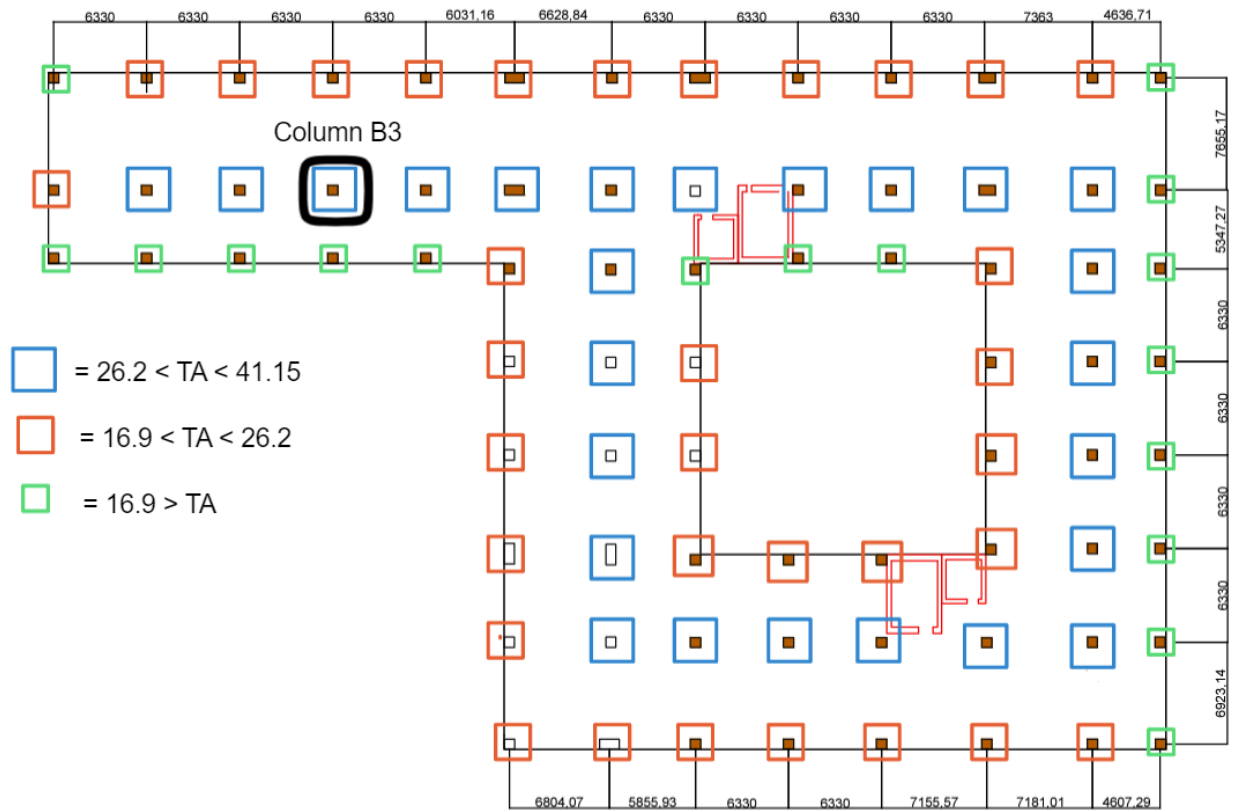 6330 6330 6330 6330 6031,16 6628,84 6330 6330 6330 6330 7363 4636,71
Column B3
7655,17
5347,27
6330
6330
6330
6330
6923,14
= 26.2 < TA < 41.15
= 16.9 < TA < 26.2
= 16.9 > TA
6804,07 5855,93 6330 6330 7155,57 7181,01 4607,29